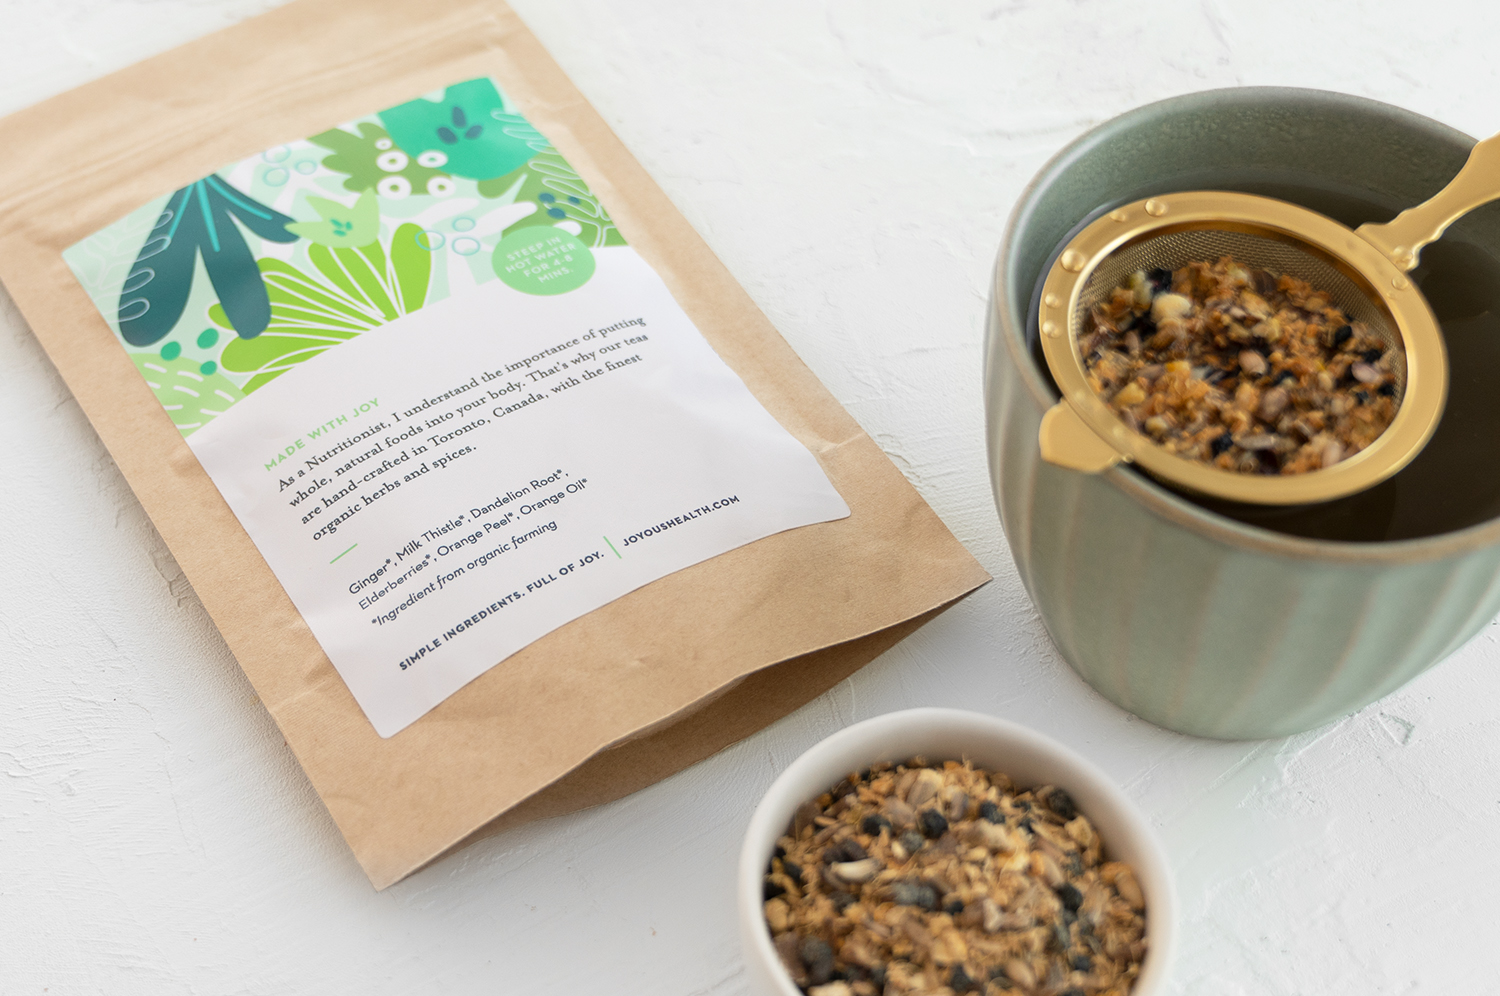 STEEP IN
HOT WATER
FOR 4-8
MINS.
MADE WITH JOY
As a Nutritionist, I understand the importance of putting
whole, natural foods into your body. That's why our teas
are hand-crafted in Toronto, Canada, with the finest
organic herbs and spices.
Ginger*, Milk Thistle*, Dandelion Root*,
Elderberries*, Orange Peel*, Orange Oil*
*Ingredient from organic farming
SIMPLE INGREDIENTS. FULL OF JOY. | JOYOUSHEALTH.COM